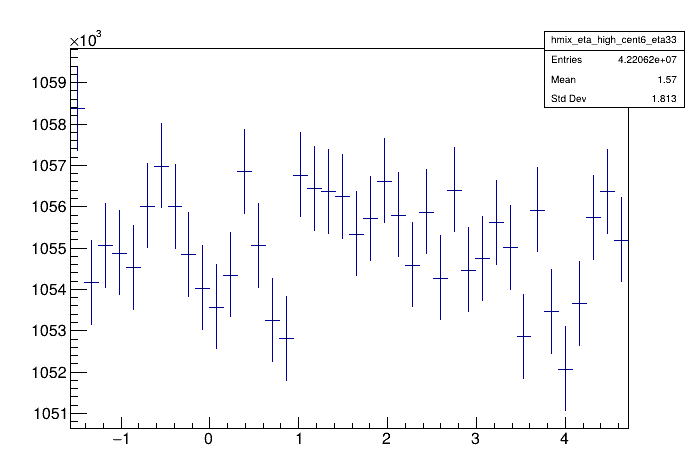 ×10³
hmix_eta_high_cent6_eta33
Entries 4.22062e+07
Mean 1.57
Std Dev 1.813
1059
1058
1057
1056
1055
1054
1053
1052
1051
−1 0 1 2 3 4